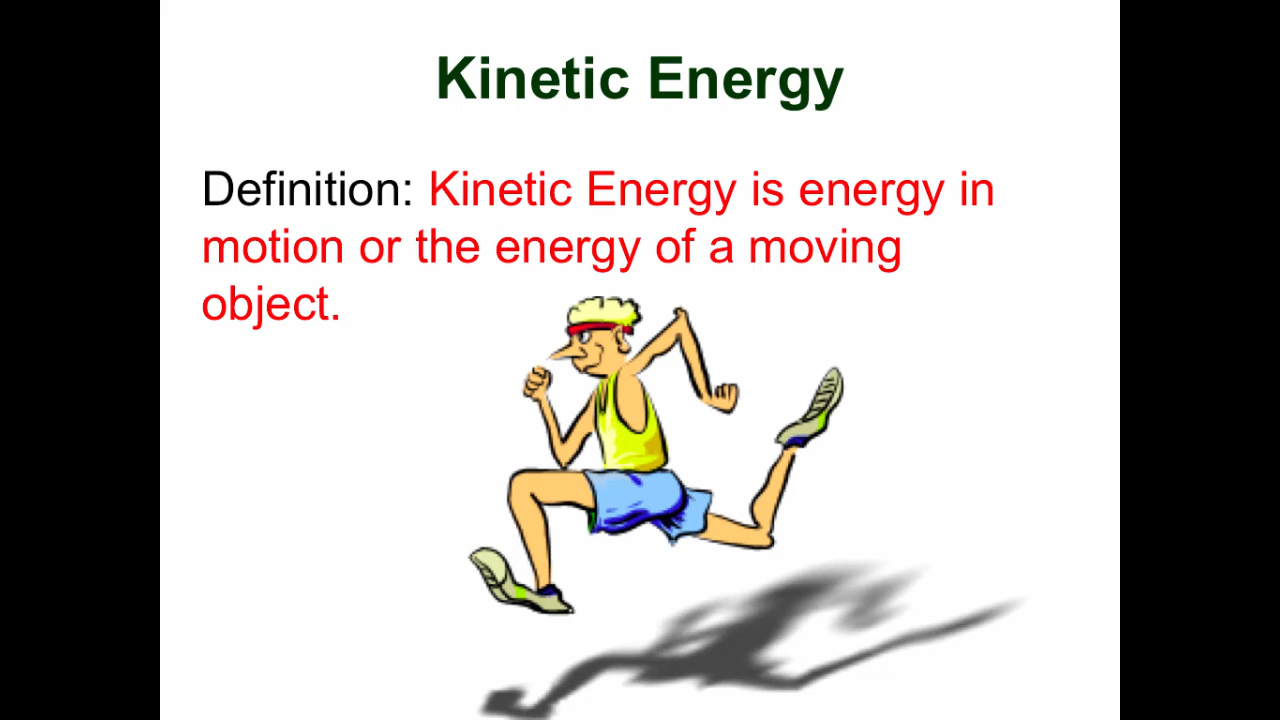 Kinetic Energy
Definition: Kinetic Energy is energy in
motion or the energy of a moving
object.